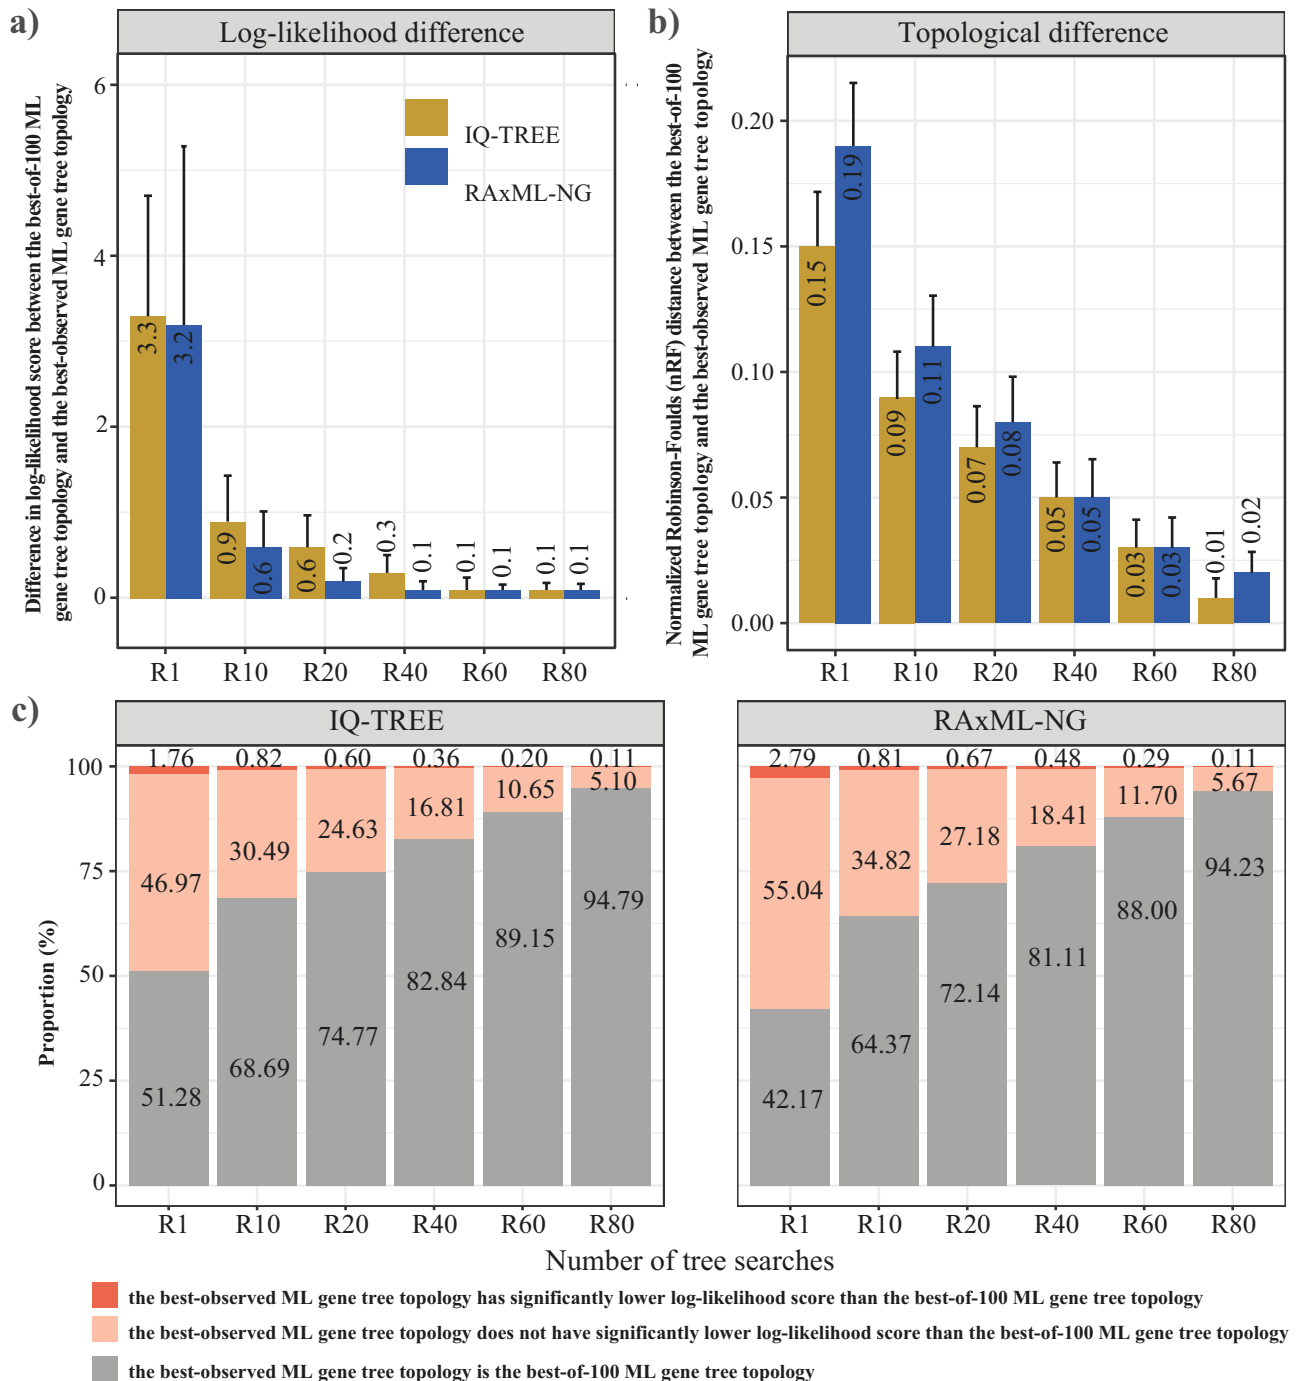 a)
Log-likelihood difference
Difference in log-likelihood score between the best-of-100 ML
gene tree topology and the best-observed ML gene tree topology
6
4
2
0
IQ-TREE
RAxML-NG
3.3
3.2
0.9
0.6
0.6
0.2
0.3
0.1
0.1
0.1
0.1
0.1
R1 R10 R20 R40 R60 R80
b)
Topological difference
Normalized Robinson-Foulds (nRF) distance between the best-of-100
ML gene tree topology and the best-observed ML gene tree topology
0.20
0.15
0.10
0.05
0.00
0.15
0.19
0.09
0.11
0.07
0.08
0.05
0.05
0.03
0.03
0.01
0.02
R1 R10 R20 R40 R60 R80
c)
IQ-TREE
Proportion (%)
100
75
50
25
0
1.76 0.82 0.60 0.36 0.20 0.11
46.97 30.49 24.63 16.81 10.65 5.10
51.28 68.69 74.77 82.84 89.15 94.79
R1 R10 R20 R40 R60 R80
RAxML-NG
2.79 0.81 0.67 0.48 0.29 0.11
55.04 34.82 27.18 18.41 11.70 5.67
42.17 64.37 72.14 81.11 88.00 94.23
R1 R10 R20 R40 R60 R80
Number of tree searches
the best-observed ML gene tree topology has significantly lower log-likelihood score than the best-of-100 ML gene tree topology
the best-observed ML gene tree topology does not have significantly lower log-likelihood score than the best-of-100 ML gene tree topology
the best-observed ML gene tree topology is the best-of-100 ML gene tree topology